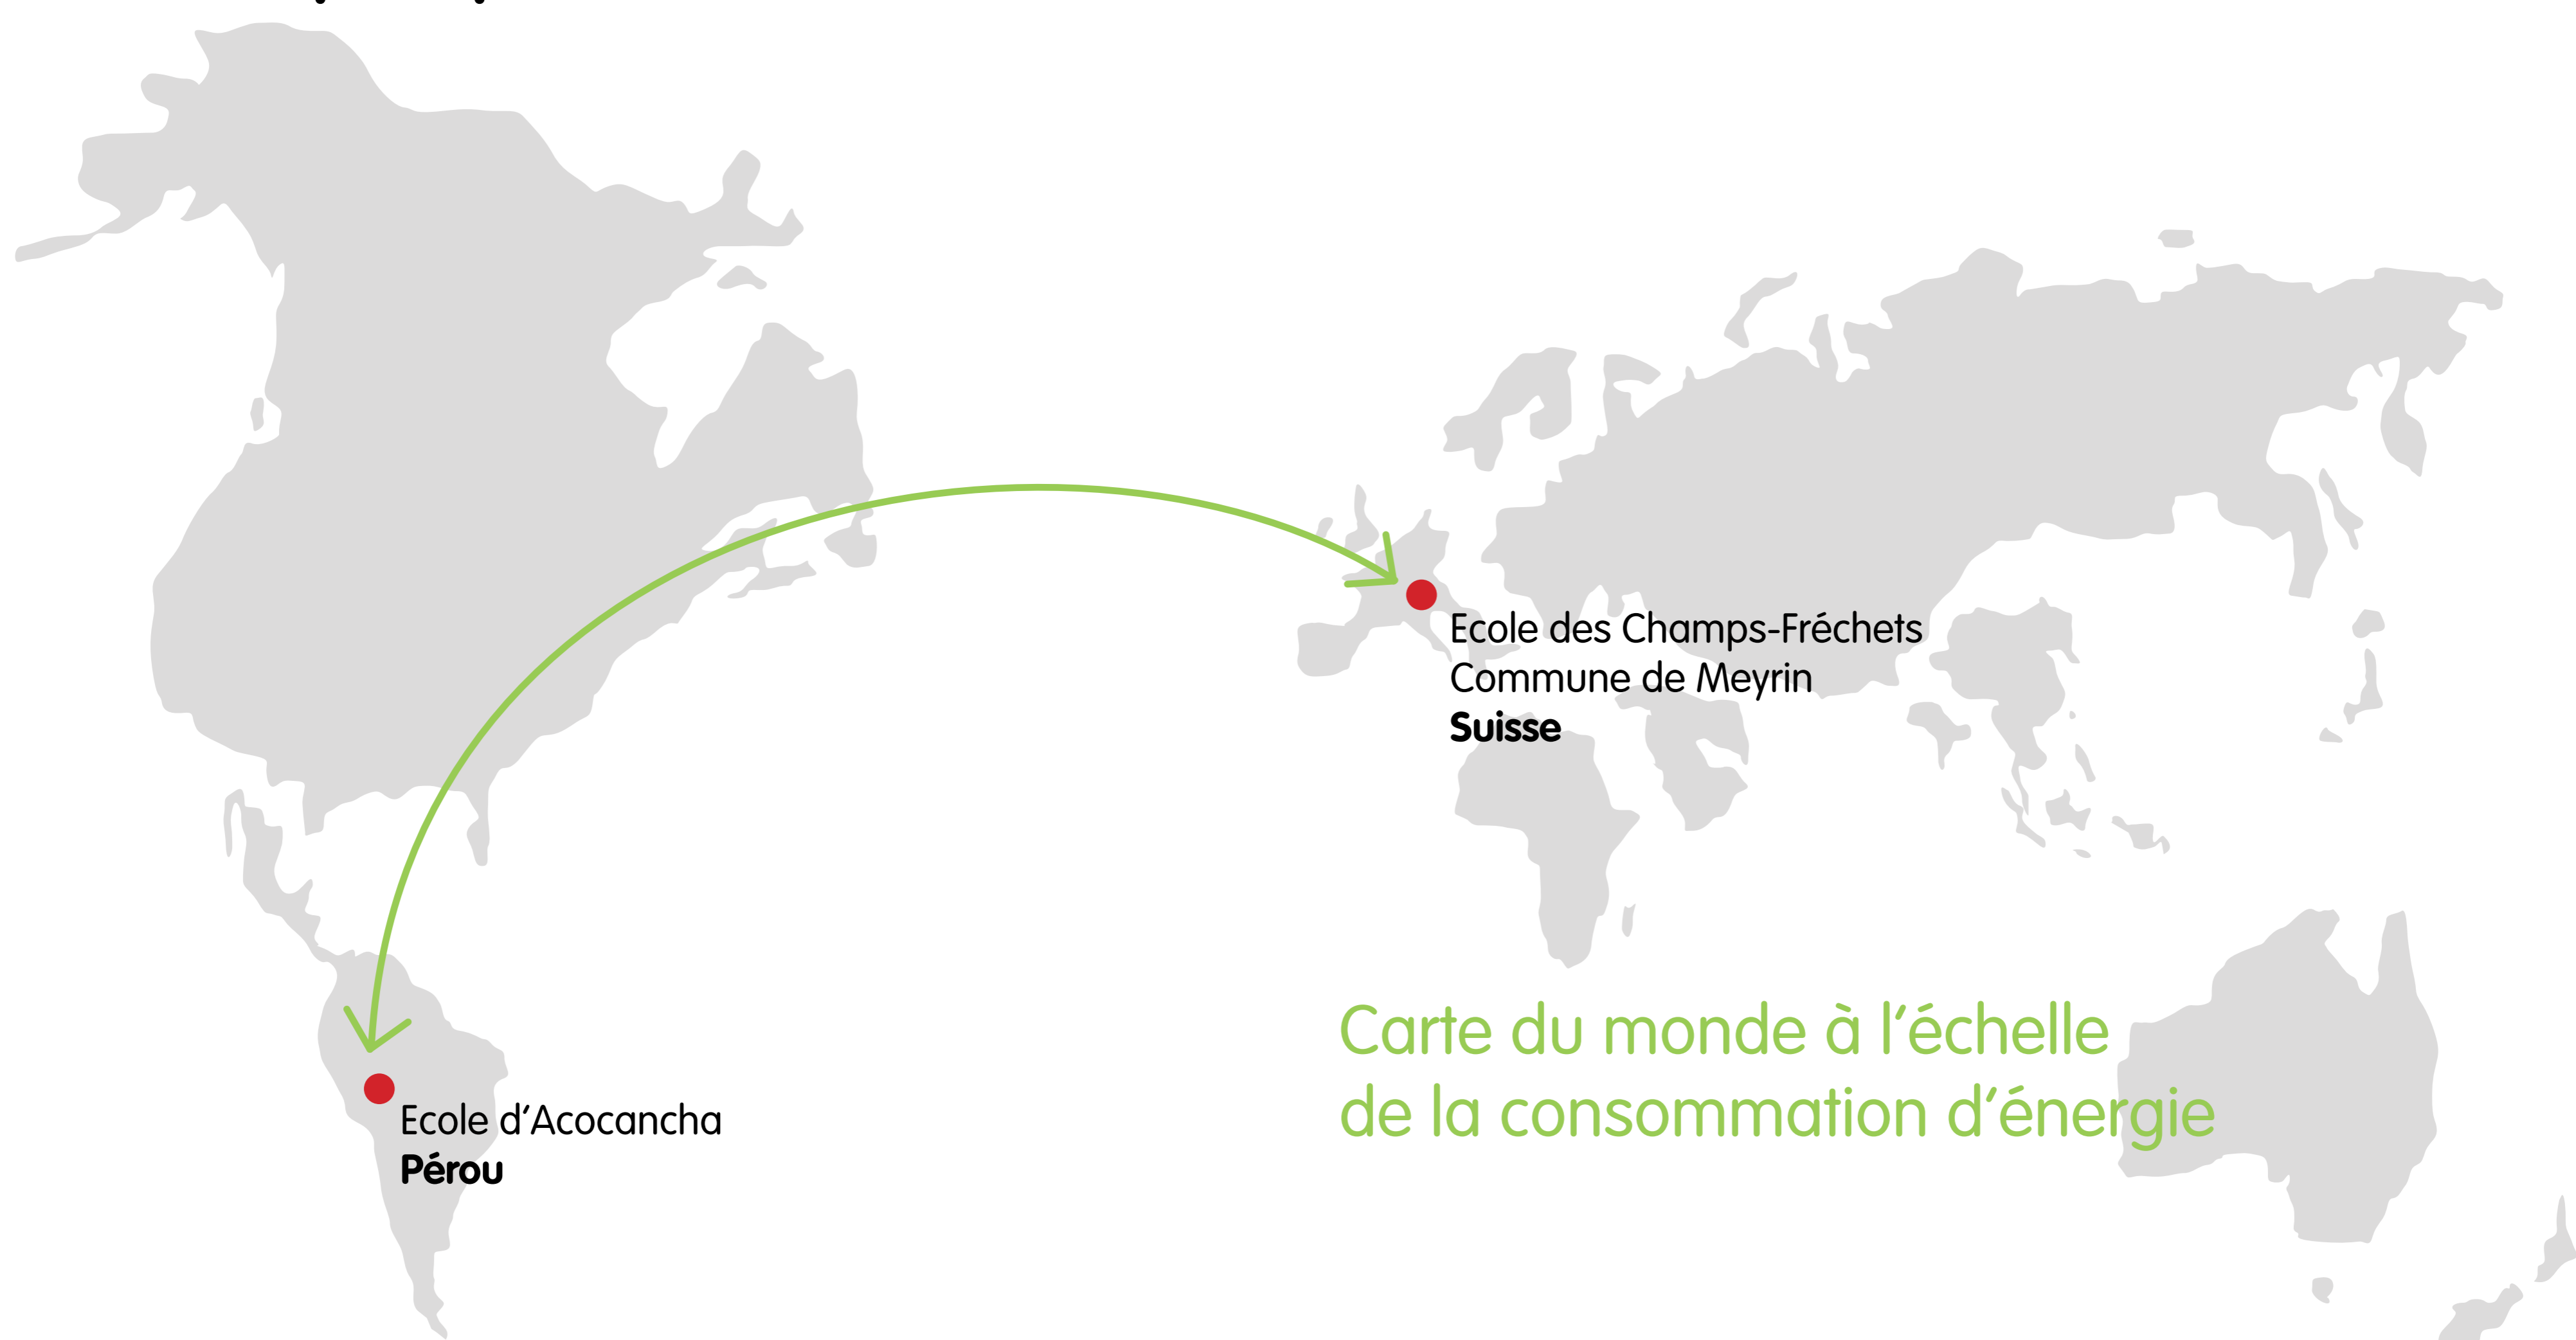 Ecole des Champs-Fréchets
Commune de Meyrin
Suisse
Carte du monde à l'échelle
de la consommation d'énergie
Ecole d'Acocancha
Pérou